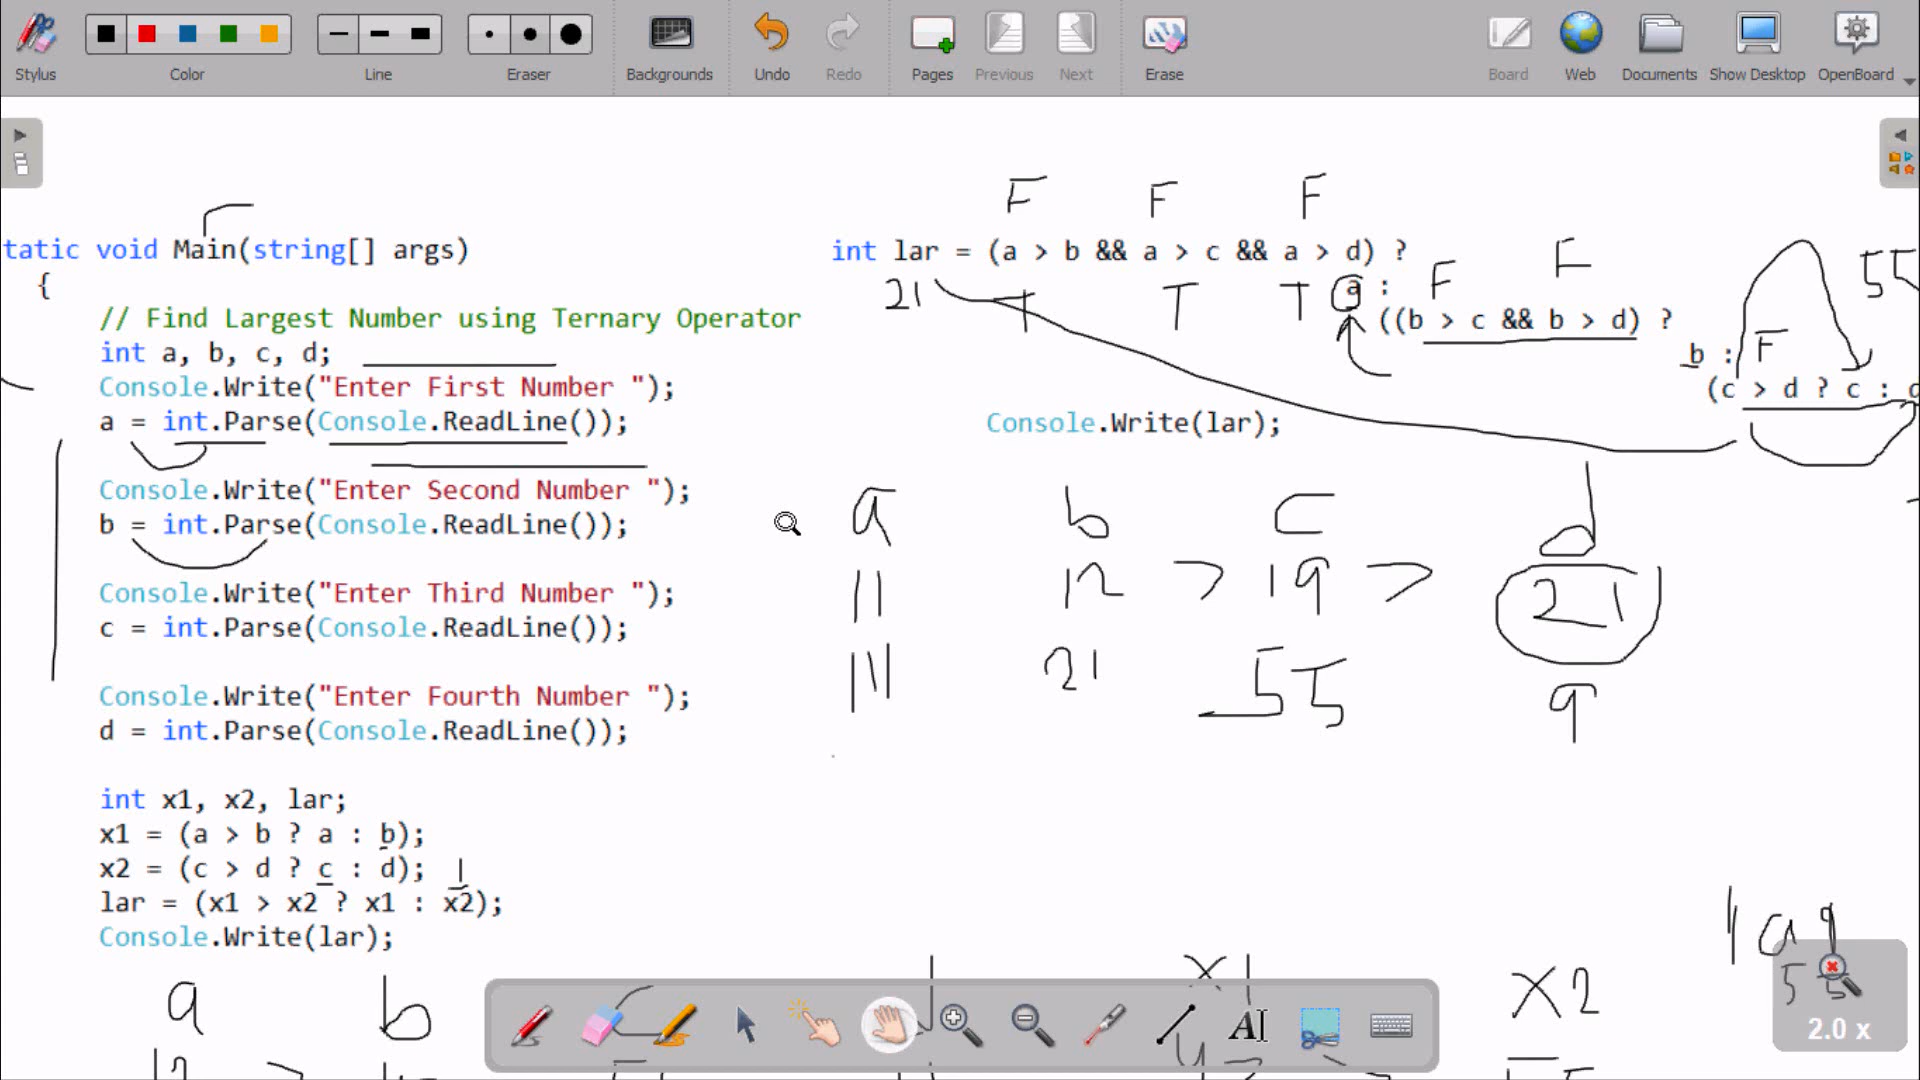 Stylus
Color
Line
Eraser
Backgrounds
Undo
Redo
Pages
Previous
Next
Erase
Board
Web
Documents
Show Desktop
OpenBoard
tatic void Main(string[] args)
{
// Find Largest Number using Ternary Operator
int a, b, c, d;
Console.Write("Enter First Number ");
a = int.Parse(Console.ReadLine());
Console.Write("Enter Second Number ");
b = int.Parse(Console.ReadLine());
Console.Write("Enter Third Number ");
c = int.Parse(Console.ReadLine());
Console.Write("Enter Fourth Number ");
d = int.Parse(Console.ReadLine());
int x1, x2, lar;
x1 = (a > b ? a : b);
x2 = (c > d ? c : d);
lar = (x1 > x2 ? x1 : x2);
Console.Write(lar);
a b
F F F
int lar = (a > b && a > c && a > d) ?
21 T T T a : F F 55
((b > c && b > d) ?
b : F
(c > d ? c : d
Console.Write(lar);
a b c d
11 12 > 19 > 21
111 21 55 9
x1 x2
2.0 x